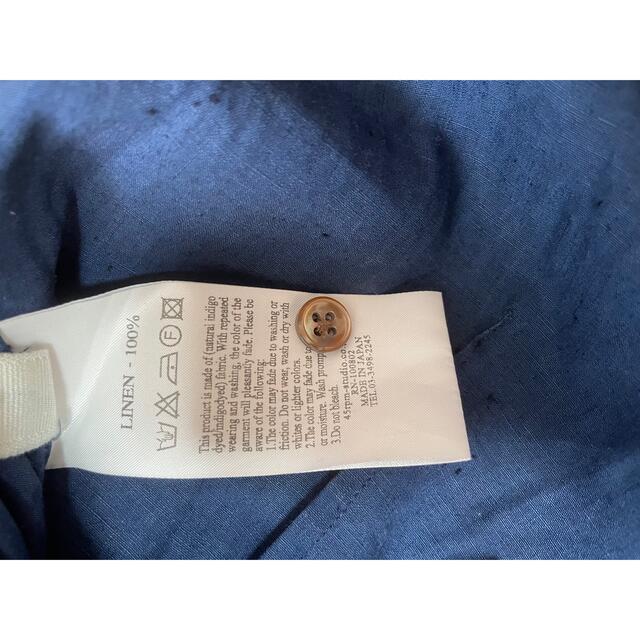 LINEN - 100%
F
This product is made of (natural indigo
dyed/indigodyed) fabric. With repeated
wearing and washing, the color of the
garment will pleasantly fade. Please be
aware of the following:
1.The color may fade due to washing or
friction. Do not wear, wash or dry with
whites or lighter colors.
2.The color may fade due to
or moisture. Wash
3.Do not bleach.
45rpm-studio.co.
RN-100802
MADE IN JAPAN
TEL.03-3498-2245